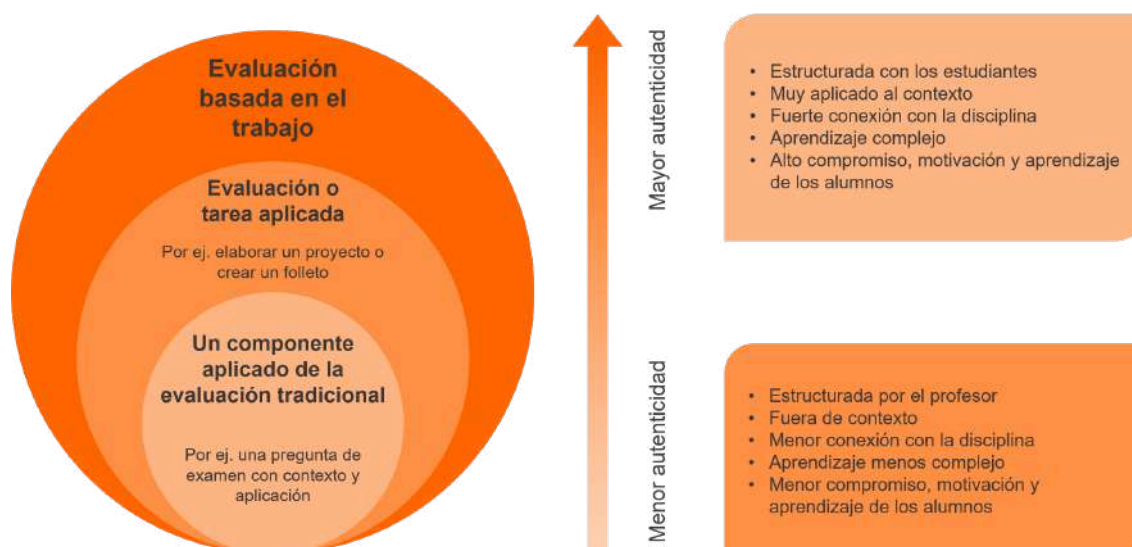 Evaluación
basada en el
trabajo
Evaluación o
tarea aplicada
Por ej. elaborar un proyecto o
crear un folleto
Un componente
aplicado de la
evaluación tradicional
Por ej. una pregunta de
examen con contexto y
aplicación
Mayor autenticidad
Menor autenticidad
• Estructurada con los estudiantes
• Muy aplicado al contexto
• Fuerte conexión con la disciplina
• Aprendizaje complejo
• Alto compromiso, motivación y aprendizaje
de los alumnos
• Estructurada por el profesor
• Fuera de contexto
• Menor conexión con la disciplina
• Aprendizaje menos complejo
• Menor compromiso, motivación y
aprendizaje de los alumnos